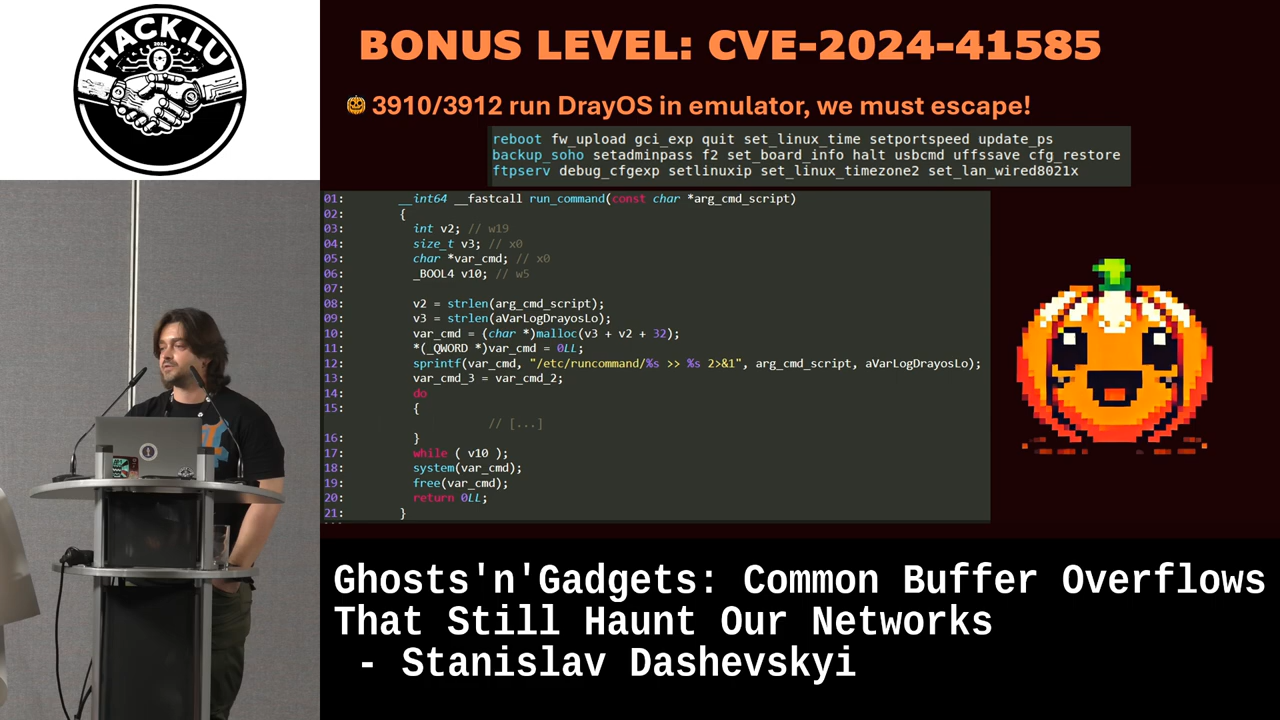 HACK.LU
2024
BONUS LEVEL: CVE-2024-41585
3910/3912 run DrayOS in emulator, we must escape!
reboot fw_upload gci_exp quit set_linux_time setportspeed update_ps
backup_soho setadminpass f2 set_board_info halt usbcmd uffssave cfg_restore
ftpserv debug_cfgexp setlinuxip set_linux_timezone2 set_lan_wired8021x
01: __int64 __fastcall run_command(const char *arg_cmd_script)
02: {
03: int v2; // w19
04: size_t v3; // x0
05: char *var_cmd; // x0
06: _BOOL4 v10; // w5
07:
08: v2 = strlen(arg_cmd_script);
09: v3 = strlen(aVarLogDrayosLo);
10: var_cmd = (char *)malloc(v3 + v2 + 32);
11: *(_QWORD *)var_cmd = 0LL;
12: sprintf(var_cmd, "/etc/runcommand/%s >> %s 2>&1", arg_cmd_script, aVarLogDrayosLo);
13: var_cmd_3 = var_cmd_2;
14: do
15: {
// [...]
16: }
17: while ( v10 );
18: system(var_cmd);
19: free(var_cmd);
20: return 0LL;
21: }
Ghosts'n'Gadgets: Common Buffer Overflows
That Still Haunt Our Networks
- Stanislav Dashevskyi